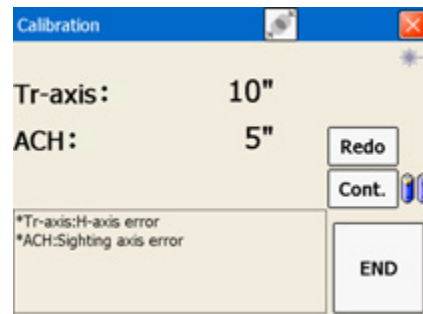 Calibration
Tr-axis: 10"
ACH: 5"
Redo
Cont.
*Tr-axis:H-axis error
*ACH:Sighting axis error
END